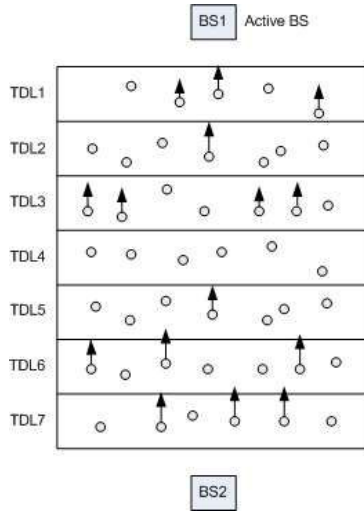 BS1 Active BS
TDL1
TDL2
TDL3
TDL4
TDL5
TDL6
TDL7
BS2